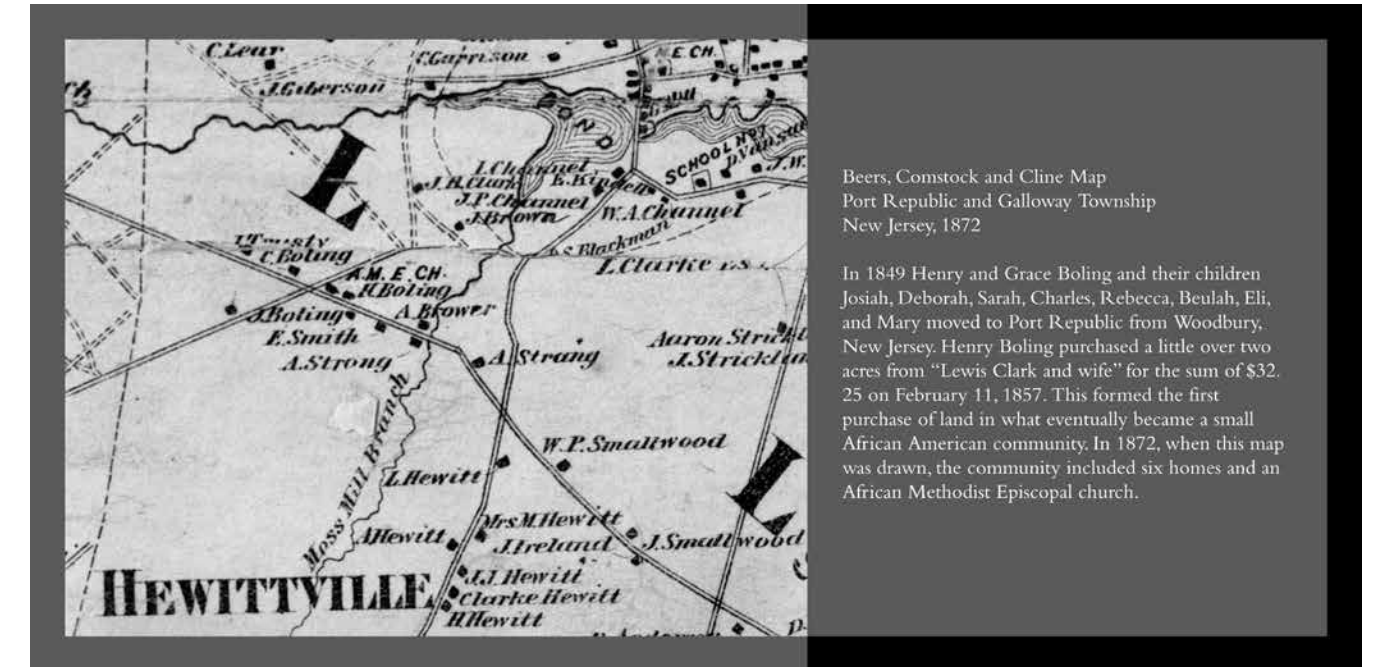 C. Lear
C. Garrison
M. E. CH.
J. Giberson
POND
SCHOOL No 7
I. Channel
J. H. Clark
E. Kinden
J. W.
J. P. Channel
J. Brown
W. A. Channel
S. Blackman
L. Clarke
C. Boling
A. M. E. CH.
H. Boling
J. Boling
A. Brower
E. Smith
A. Strong
A. Strang
Aaron Strickl
J. Stricklan
L
Moss Mill Branch
W. P. Smallwood
L. Hewitt
L
Mrs M. Hewitt
A. Hewitt
J. Ireland
J. Smallwood
J. J. Hewitt
HEWITTVILLE
Clarke Hewitt
H. Hewitt
Beers, Comstock and Cline Map
Port Republic and Galloway Township
New Jersey, 1872
In 1849 Henry and Grace Boling and their children
Josiah, Deborah, Sarah, Charles, Rebecca, Beulah, Eli,
and Mary moved to Port Republic from Woodbury,
New Jersey. Henry Boling purchased a little over two
acres from “Lewis Clark and wife” for the sum of $32.
25 on February 11, 1857. This formed the first
purchase of land in what eventually became a small
African American community. In 1872, when this map
was drawn, the community included six homes and an
African Methodist Episcopal church.